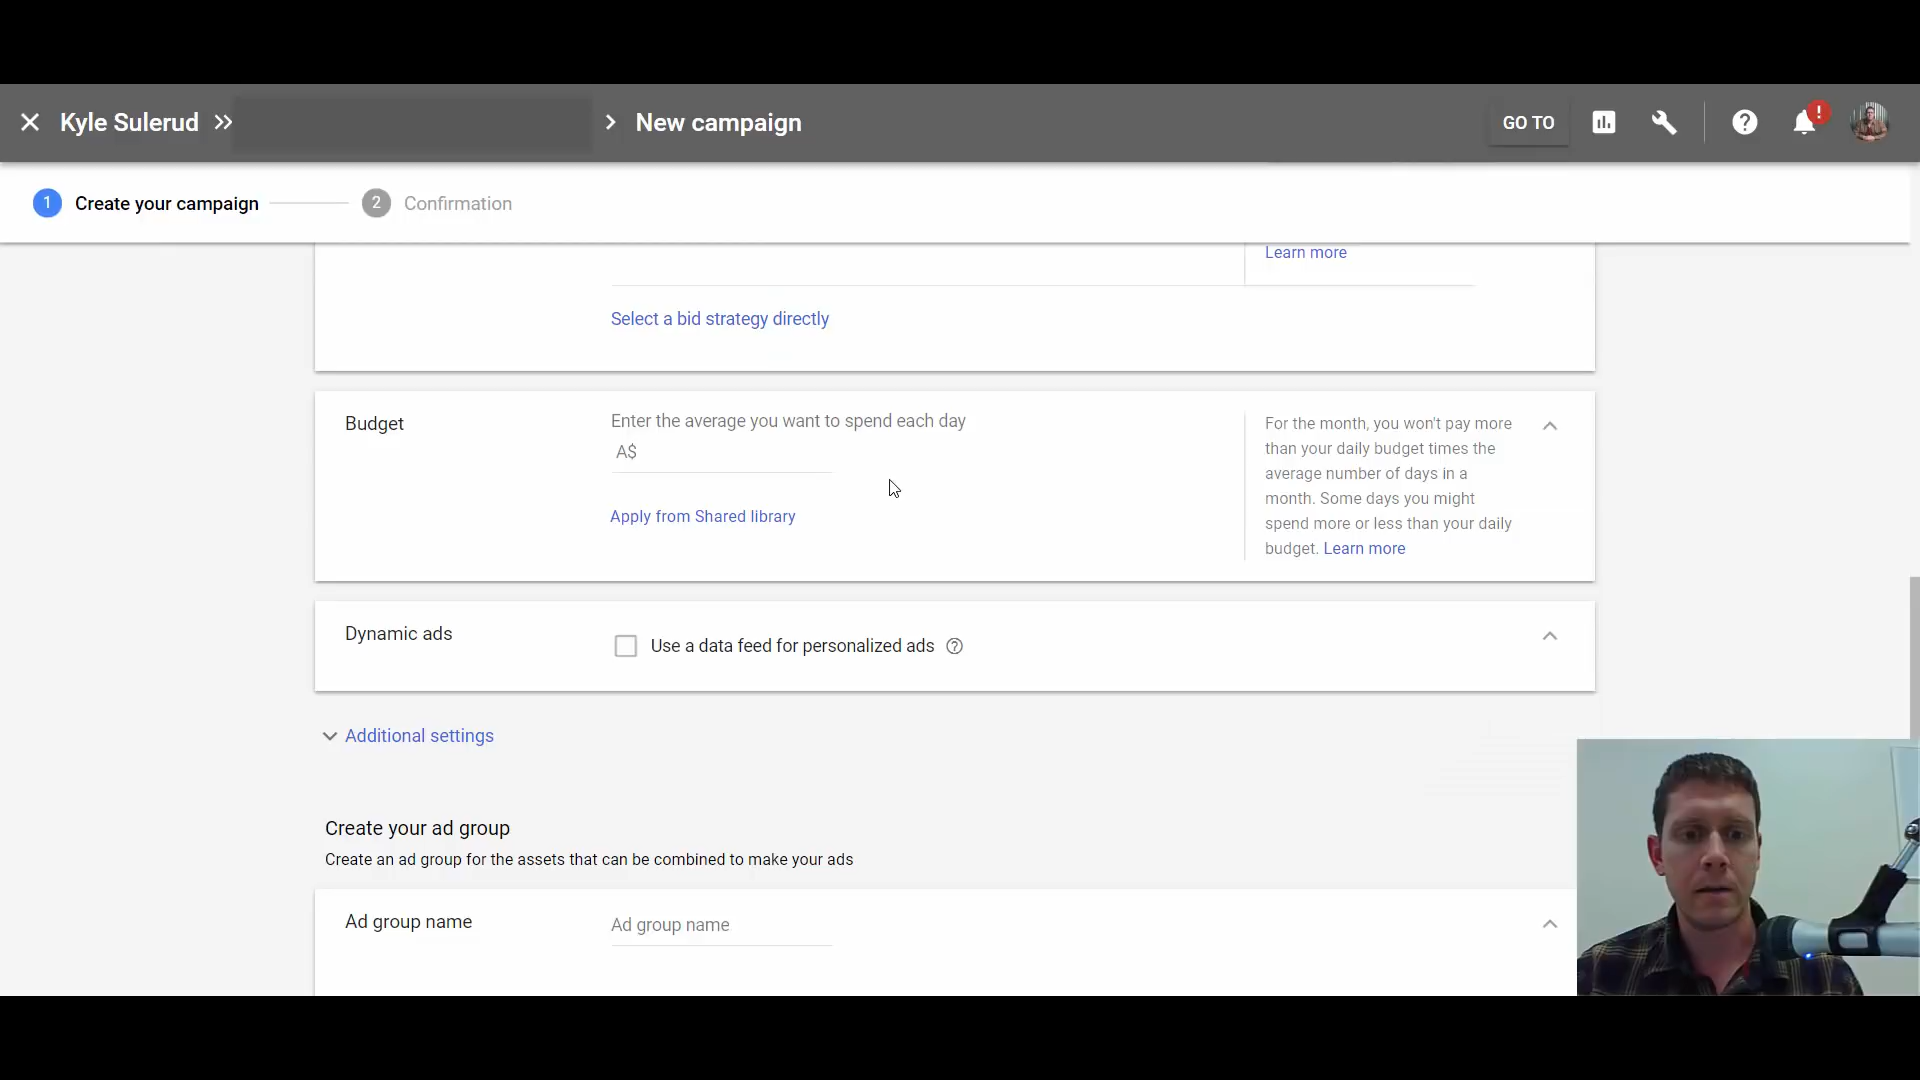 Kyle Sulerud
New campaign
GO TO
!
1 Create your campaign
2 Confirmation
Learn more
Select a bid strategy directly
Budget
Enter the average you want to spend each day
A$
Apply from Shared library
For the month, you won't pay more
than your daily budget times the
average number of days in a
month. Some days you might
spend more or less than your daily
budget. Learn more
Dynamic ads
Use a data feed for personalized ads ?
Additional settings
Create your ad group
Create an ad group for the assets that can be combined to make your ads
Ad group name
Ad group name